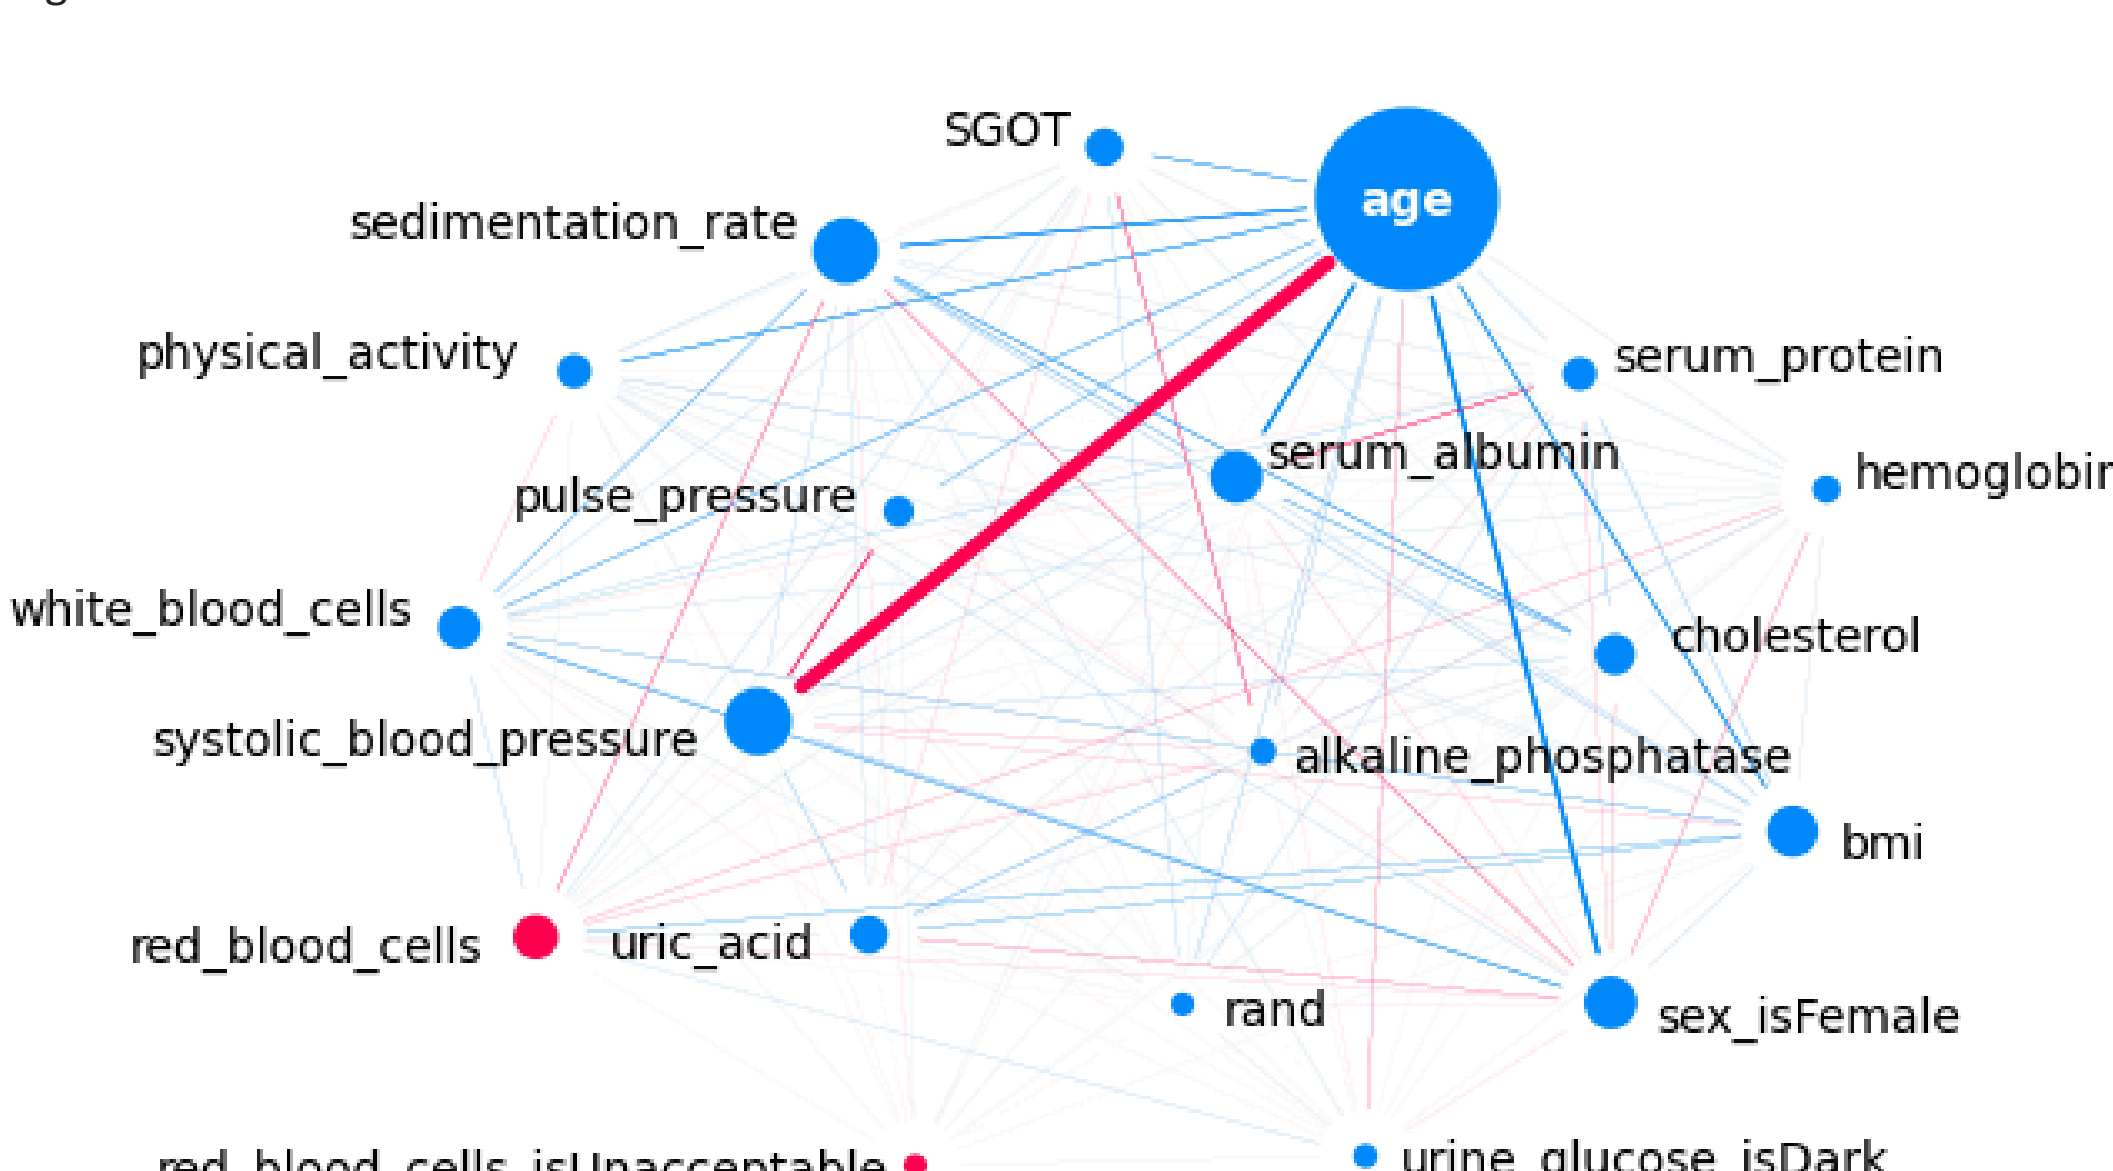 SGOT
age
sedimentation_rate
physical_activity
serum_protein
serum_albumin
hemoglobin
pulse_pressure
white_blood_cells
cholesterol
systolic_blood_pressure
alkaline_phosphatase
bmi
red_blood_cells
uric_acid
rand
sex_isFemale
red_blood_cells_isUnacceptable
urine_glucose_isDark